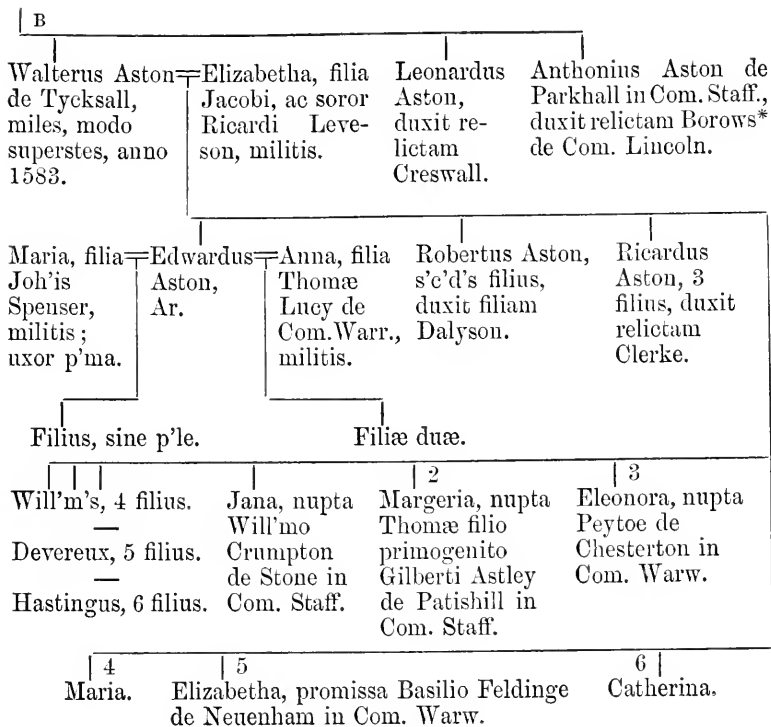 B
Walterus Aston
de Tycksall,
miles, modo
superstes, anno
1583.
Elizabetha, filia
Jacobi, ac soror
Ricardi Leve-
son, militis.
Leonardus
Aston,
duxit re-
lictam
Creswall.
Anthonius Aston de
Parkhall in Com. Staff.,
duxit relictam Borows*
de Com. Lincoln.
Maria, filia
Joh'is
Spenser,
militis;
uxor p'ma.
Edwardus
Aston,
Ar.
Anna, filia
Thomæ
Lucy de
Com. Warr.,
militis.
Robertus Aston,
s'c'd's filius,
duxit filiam
Dalyson.
Ricardus
Aston, 3
filius, duxit
relictam
Clerke.
Filius, sine p'le.
Filiæ duæ.
Will'm's, 4 filius.
—
Devereux, 5 filius.
—
Hastingus, 6 filius.
Jana, nupta
Will'mo
Crumpton
de Stone in
Com. Staff.
2
Margeria, nupta
Thomæ filio
primogenito
Gilberti Astley
de Patishill in
Com. Staff.
3
Eleonora, nupta
Peytoe de
Chesterton in
Com. Warw.
4
Maria.
5
Elizabetha, promissa Basilio Feldinge
de Neuenham in Com. Warw.
6
Catherina.